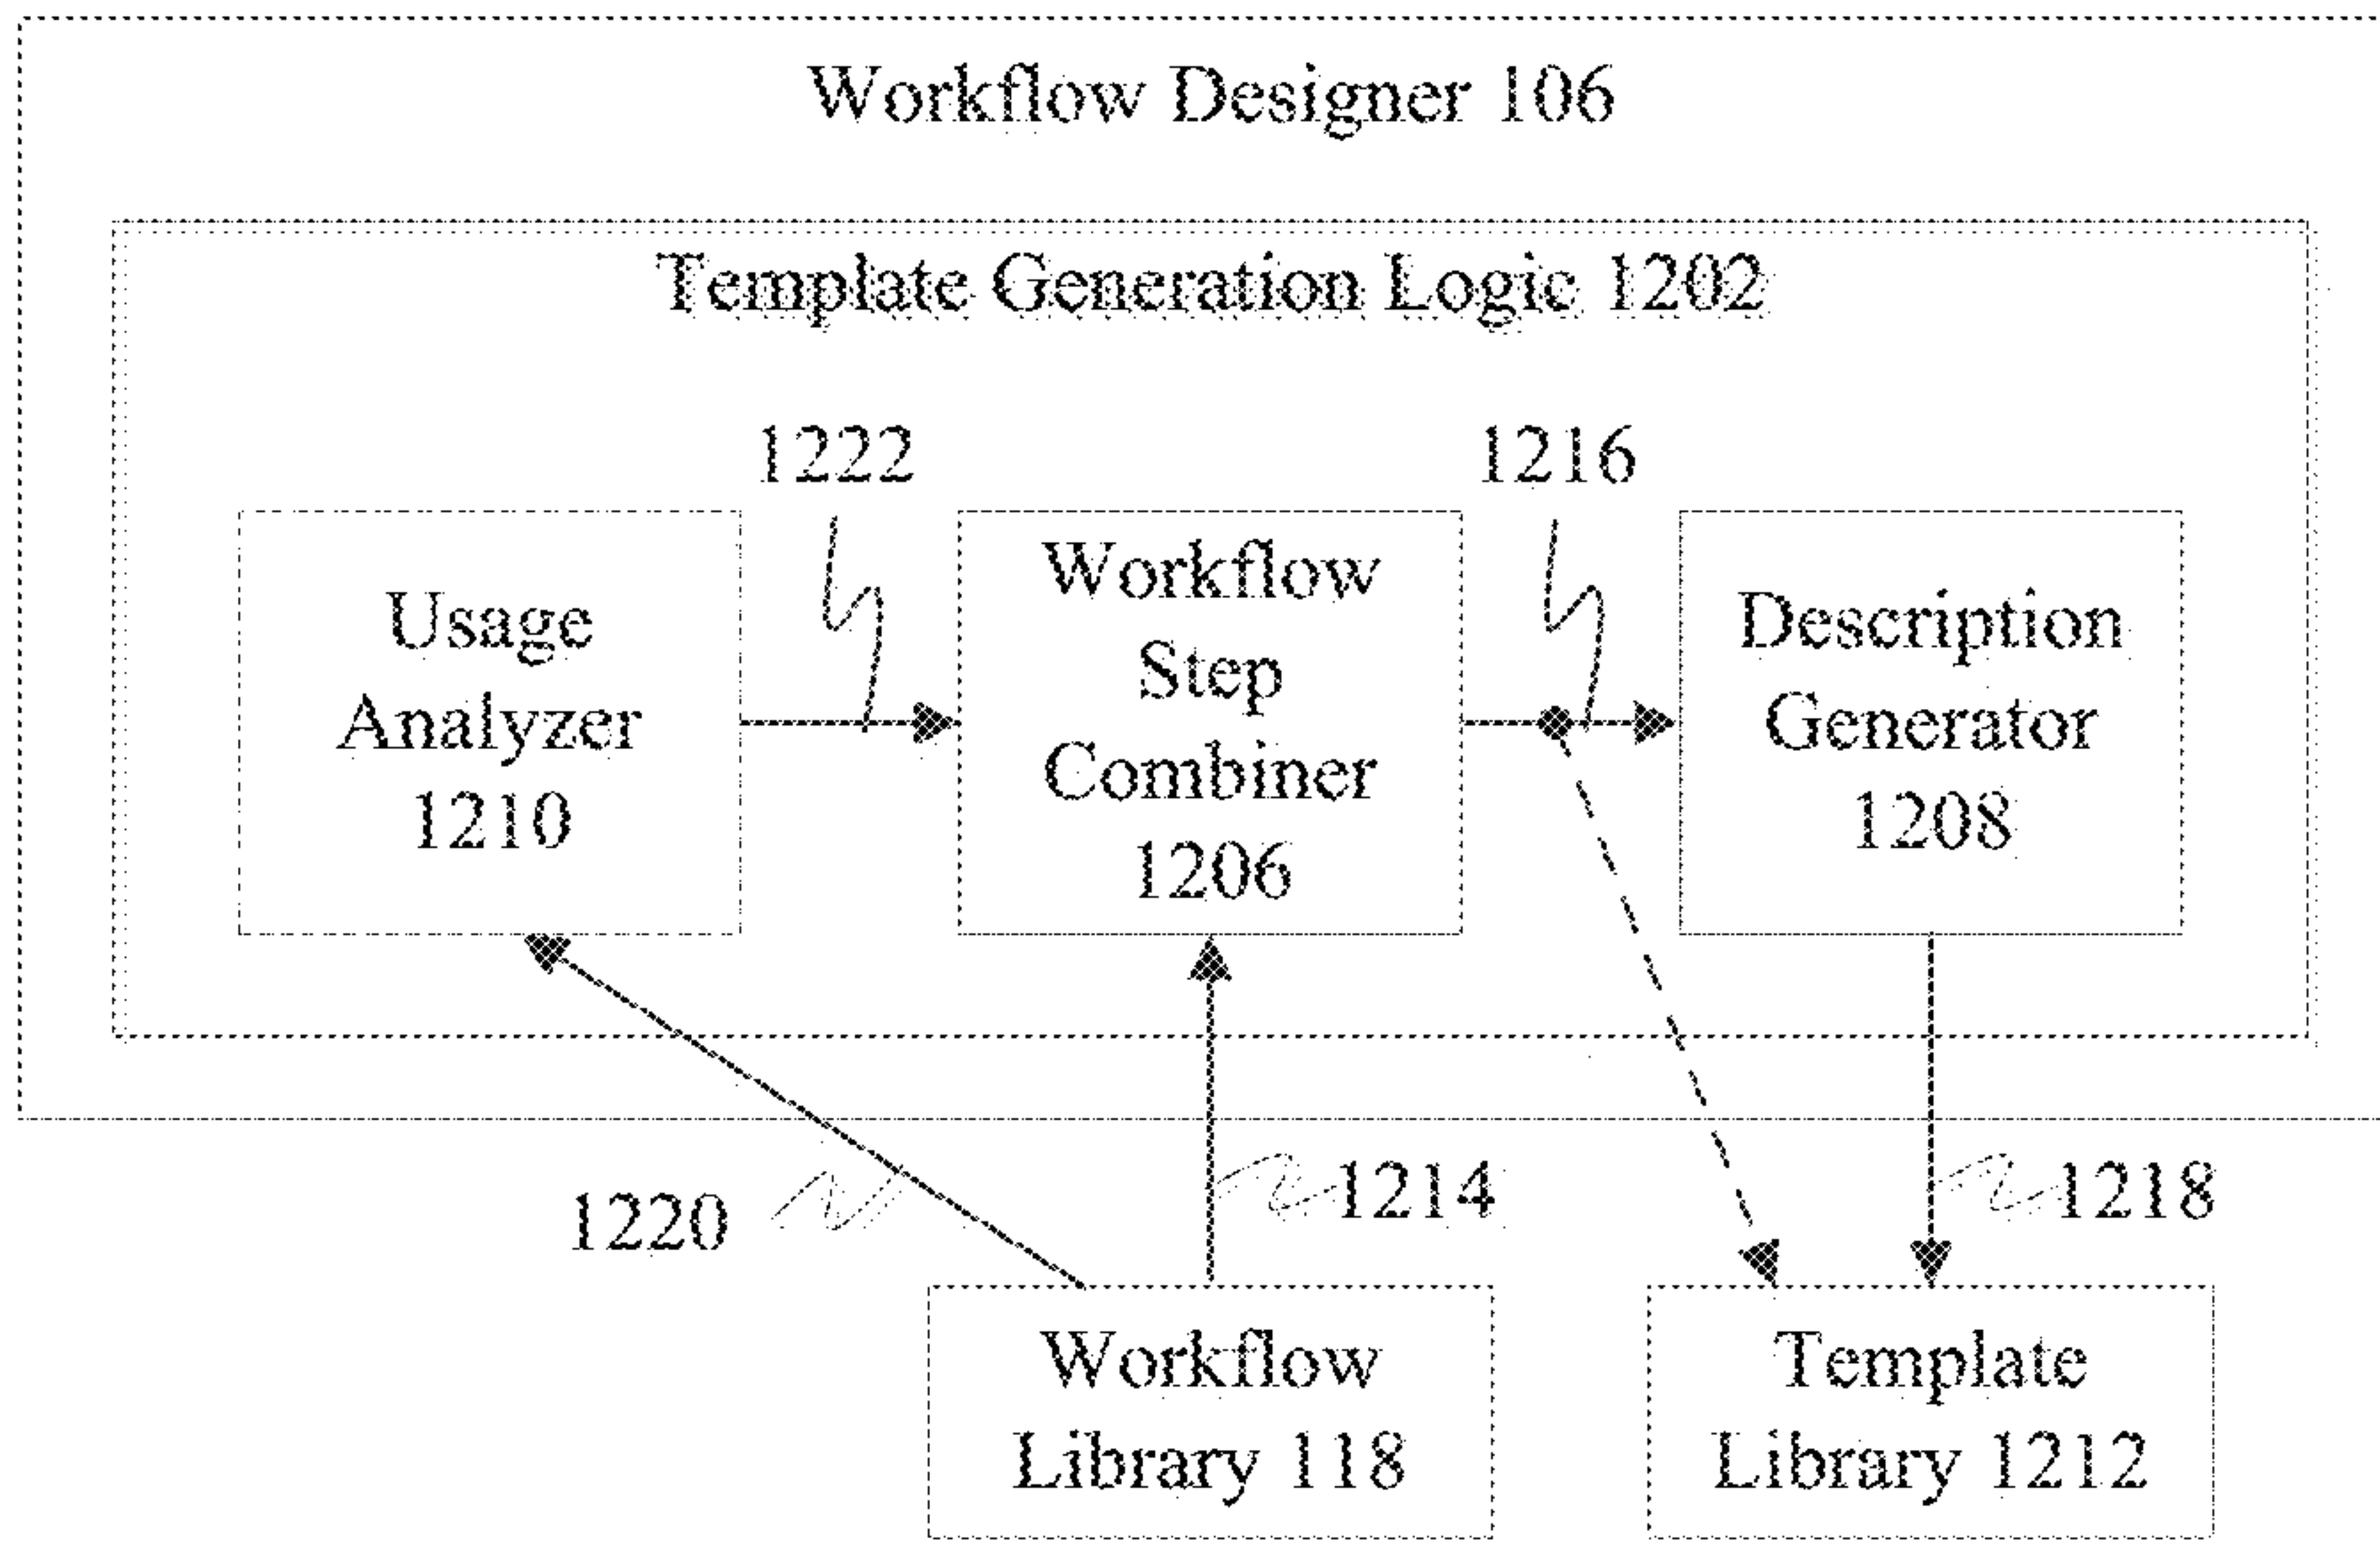 Workflow Designer 106
Template Generation Logic 1202
1222
1216
Usage
Analyzer
1210
Workflow
Step
Combiner
1206
Description
Generator
1208
1220
1214
1218
Workflow
Library 118
Template
Library 1212